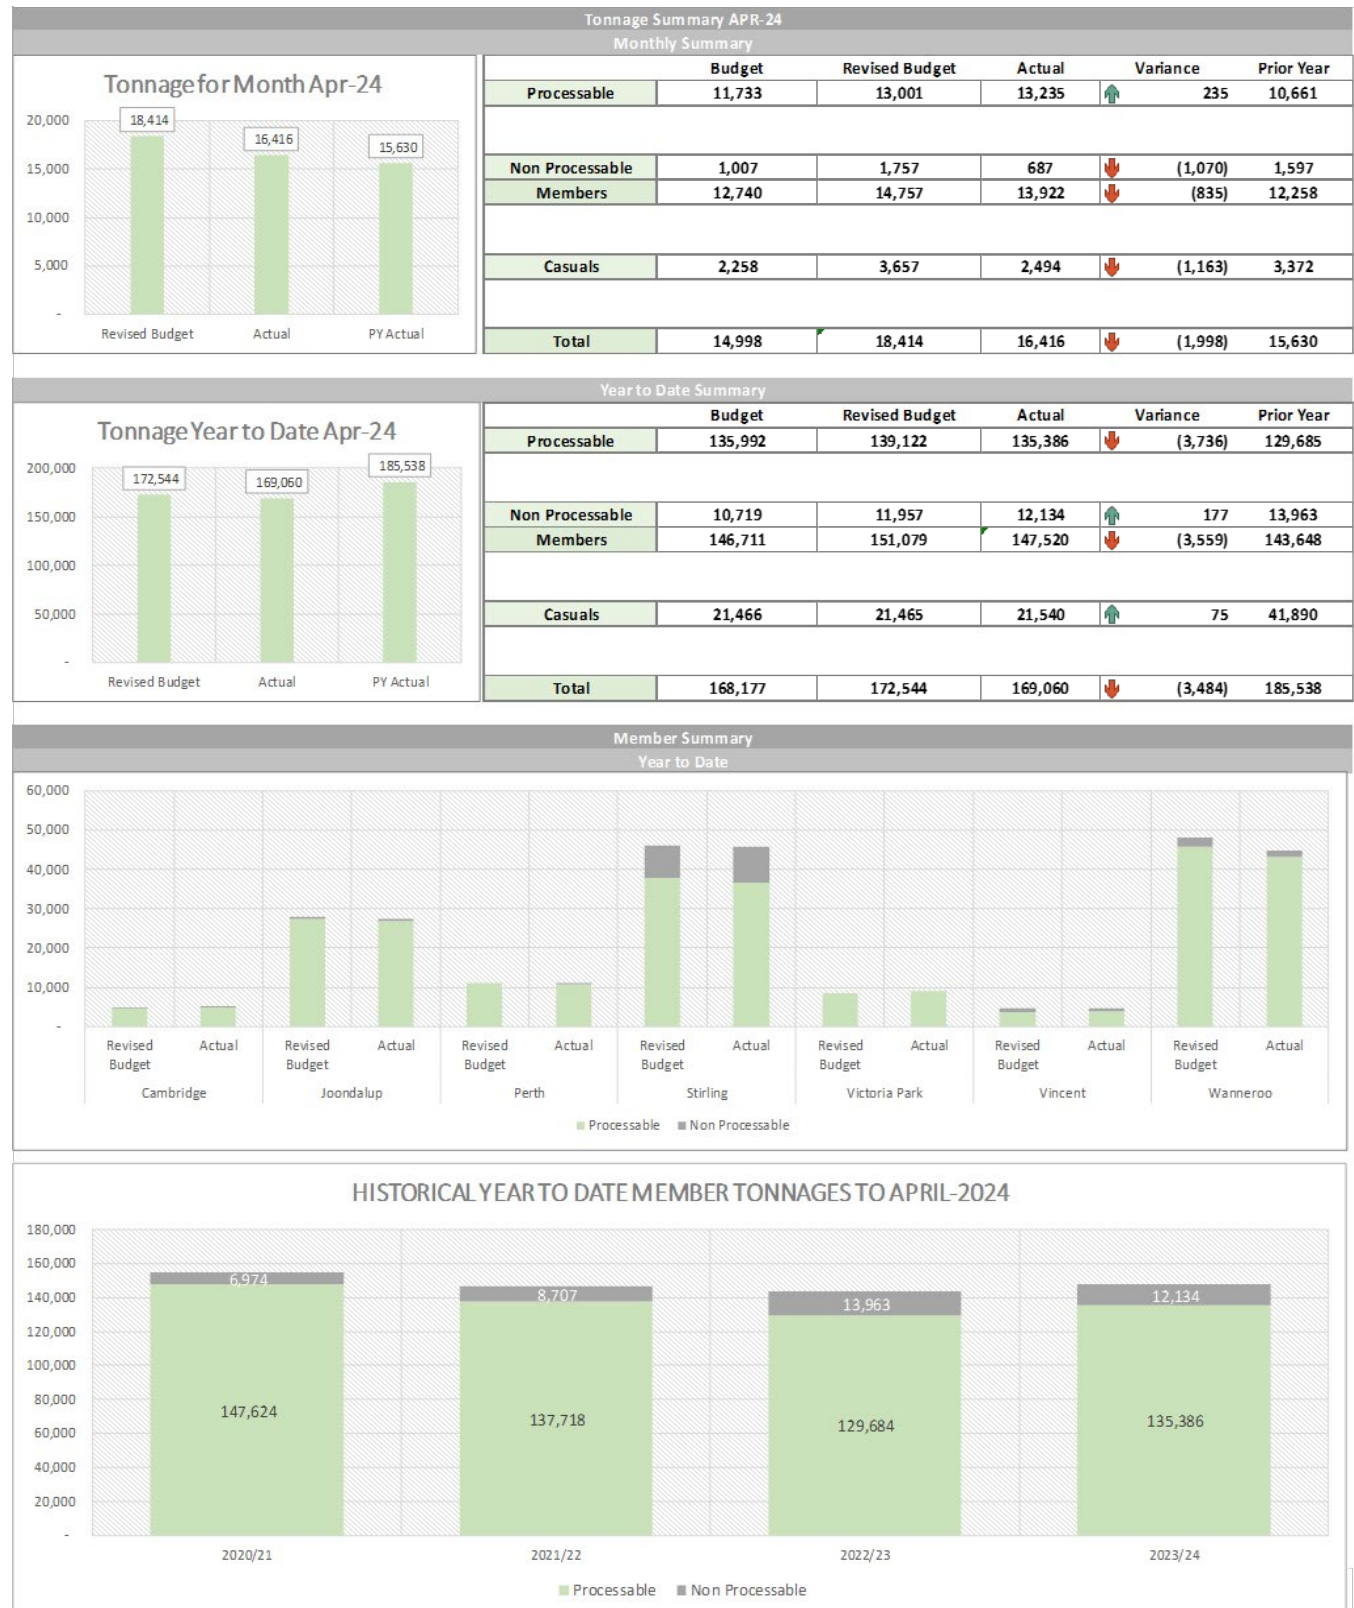 Tonnage Summary APR-24
Monthly Summary
Tonnage for Month Apr-24
20,000
15,000
10,000
5,000
-
18,414
16,416
15,630
Revised Budget Actual PY Actual
Budget Revised Budget Actual Variance Prior Year
Processable 11,733 13,001 13,235 235 10,661
Non Processable 1,007 1,757 687 (1,070) 1,597
Members 12,740 14,757 13,922 (835) 12,258
Casuals 2,258 3,657 2,494 (1,163) 3,372
Total 14,998 18,414 16,416 (1,998) 15,630
Year to Date Summary
Tonnage Year to Date Apr-24
200,000
150,000
100,000
50,000
-
172,544
169,060
185,538
Revised Budget Actual PY Actual
Budget Revised Budget Actual Variance Prior Year
Processable 135,992 139,122 135,386 (3,736) 129,685
Non Processable 10,719 11,957 12,134 177 13,963
Members 146,711 151,079 147,520 (3,559) 143,648
Casuals 21,466 21,465 21,540 75 41,890
Total 168,177 172,544 169,060 (3,484) 185,538
Member Summary
Year to Date
60,000
50,000
40,000
30,000
20,000
10,000
-
Revised Actual Revised Actual Revised Actual Revised Actual Revised Actual Revised Actual Revised Actual
Budget Budget Budget Budget Budget Budget Budget
Cambridge Joondalup Perth Stirling Victoria Park Vincent Wanneroo
Processable Non Processable
HISTORICAL YEAR TO DATE MEMBER TONNAGES TO APRIL-2024
180,000
160,000
140,000
120,000
100,000
80,000
60,000
40,000
20,000
-
6,974 8,707 13,963 12,134
147,624 137,718 129,684 135,386
2020/21 2021/22 2022/23 2023/24
Processable Non Processable